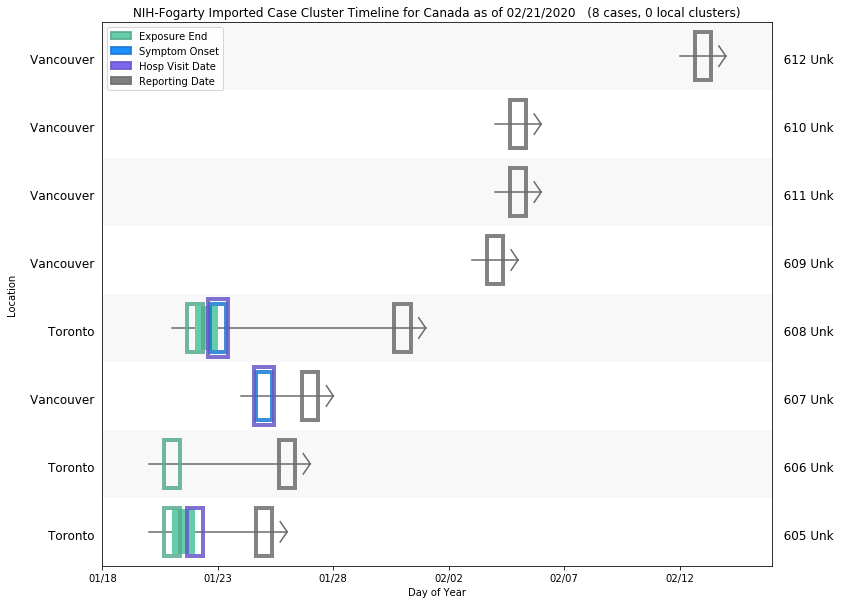 NIH-Fogarty Imported Case Cluster Timeline for Canada as of 02/21/2020   (8 cases, 0 local clusters)
Exposure End
Symptom Onset
Hosp Visit Date
Reporting Date
Vancouver 612 Unk
Vancouver 610 Unk
Vancouver 611 Unk
Vancouver 609 Unk
Location
Toronto 608 Unk
Vancouver 607 Unk
Toronto 606 Unk
Toronto 605 Unk
01/18 01/23 01/28 02/02 02/07 02/12
Day of Year